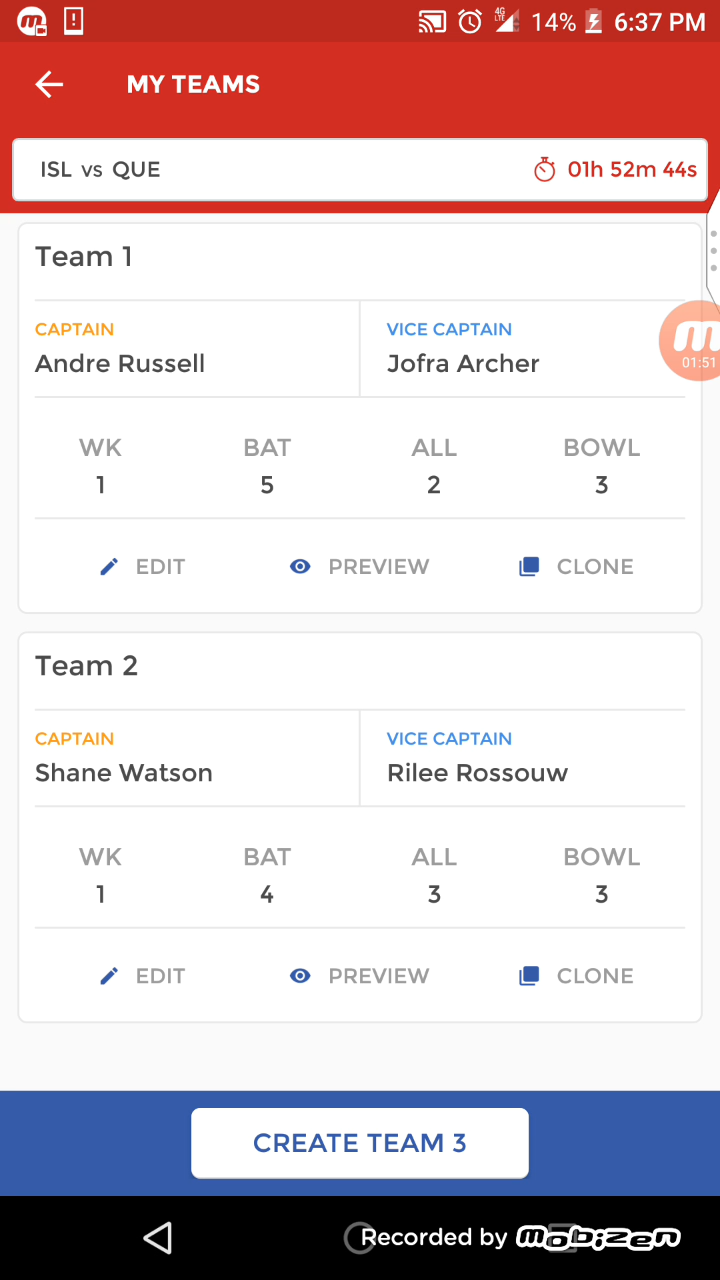 4G LTE 14% 6:37 PM
MY TEAMS
ISL vs QUE 01h 52m 44s
Team 1
CAPTAIN VICE CAPTAIN
Andre Russell Jofra Archer
m
01:51
WK BAT ALL BOWL
1 5 2 3
EDIT PREVIEW CLONE
Team 2
CAPTAIN VICE CAPTAIN
Shane Watson Rilee Rossouw
WK BAT ALL BOWL
1 4 3 3
EDIT PREVIEW CLONE
CREATE TEAM 3
Recorded by mobizen